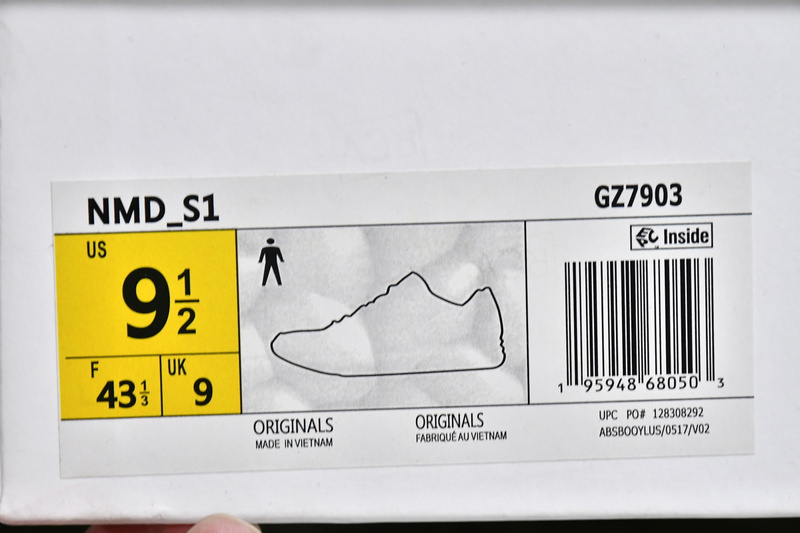 NMD_S1
GZ7903
US
9 1/2
F
43 1/3
UK
9
Inside
1 95948 68050 3
ORIGINALS
MADE IN VIETNAM
ORIGINALS
FABRIQUÉ AU VIETNAM
UPC PO# 128308292
ABSBOOYLUS/0517/V02